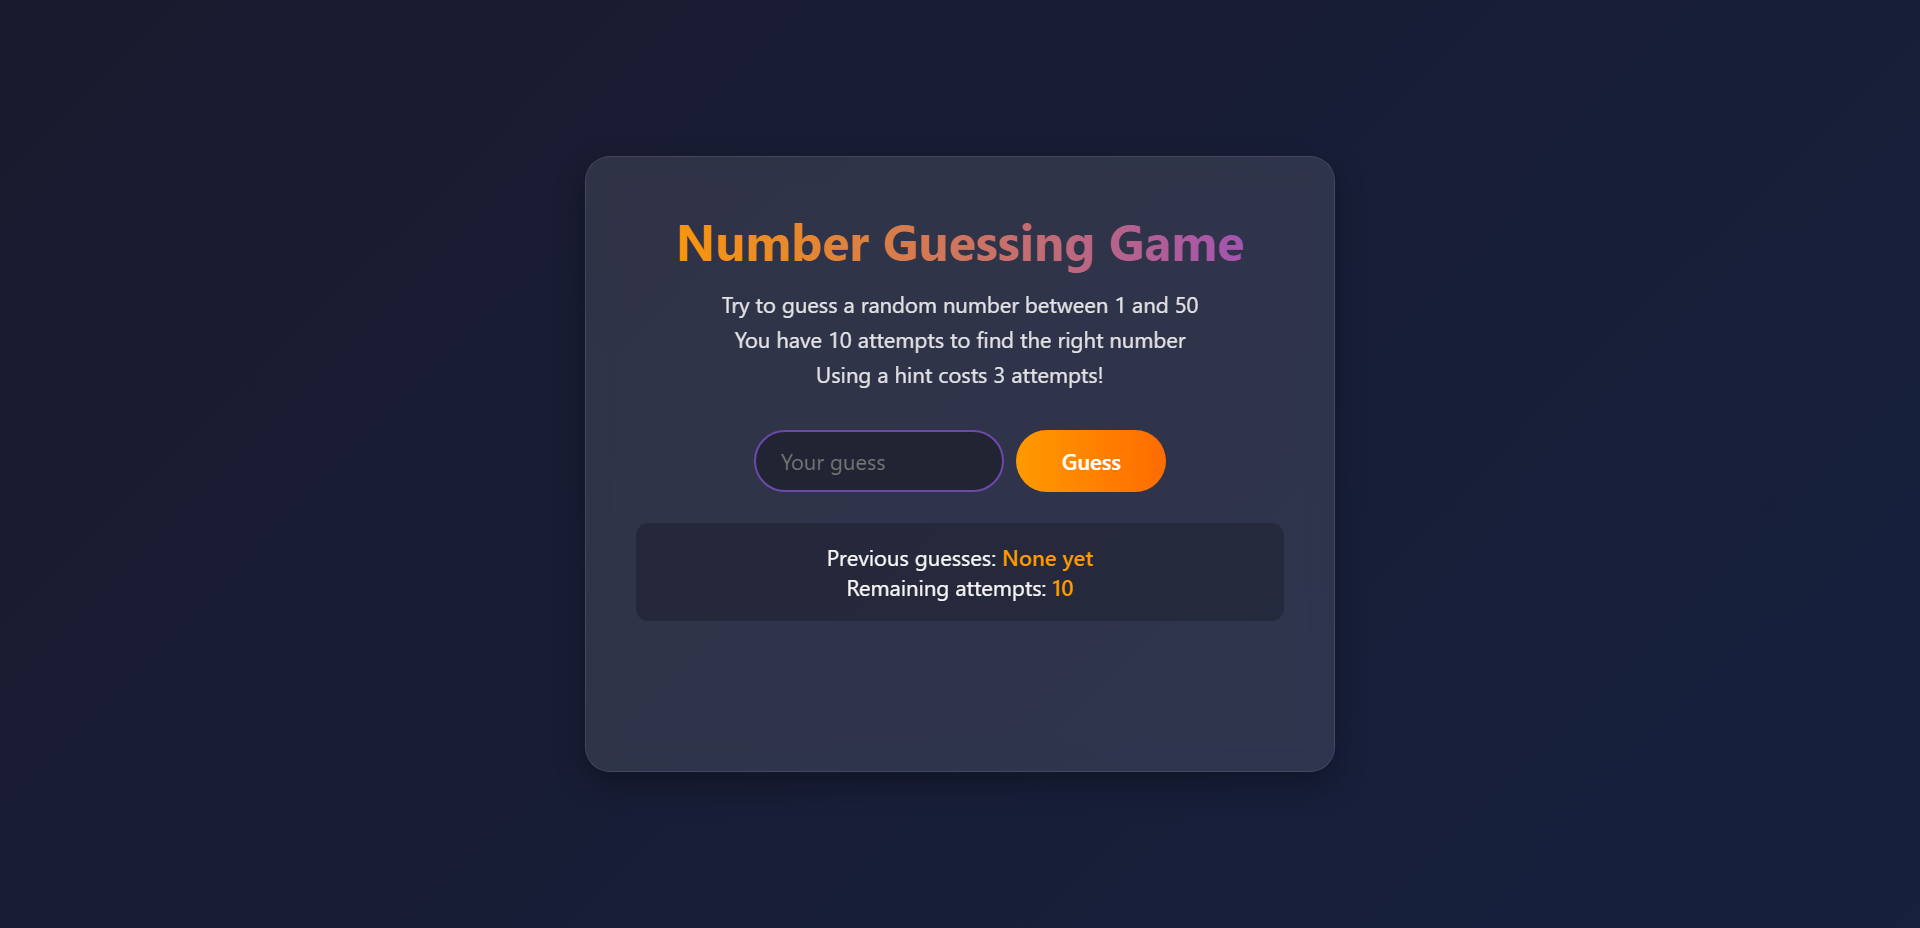 Number Guessing Game
Try to guess a random number between 1 and 50
You have 10 attempts to find the right number
Using a hint costs 3 attempts!
Your guess
Guess
Previous guesses: None yet
Remaining attempts: 10